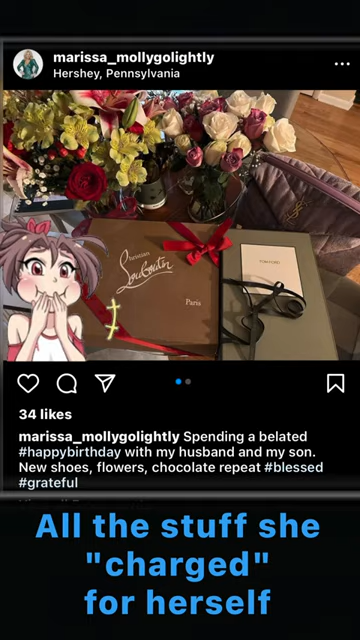 marissa_mollygolightly
Hershey, Pennsylvania
Christian
Louboutin
Paris
TOM FORD
34 likes
marissa_mollygolightly Spending a belated
#happybirthday with my husband and my son.
New shoes, flowers, chocolate repeat #blessed
#grateful
All the stuff she
"charged"
for herself